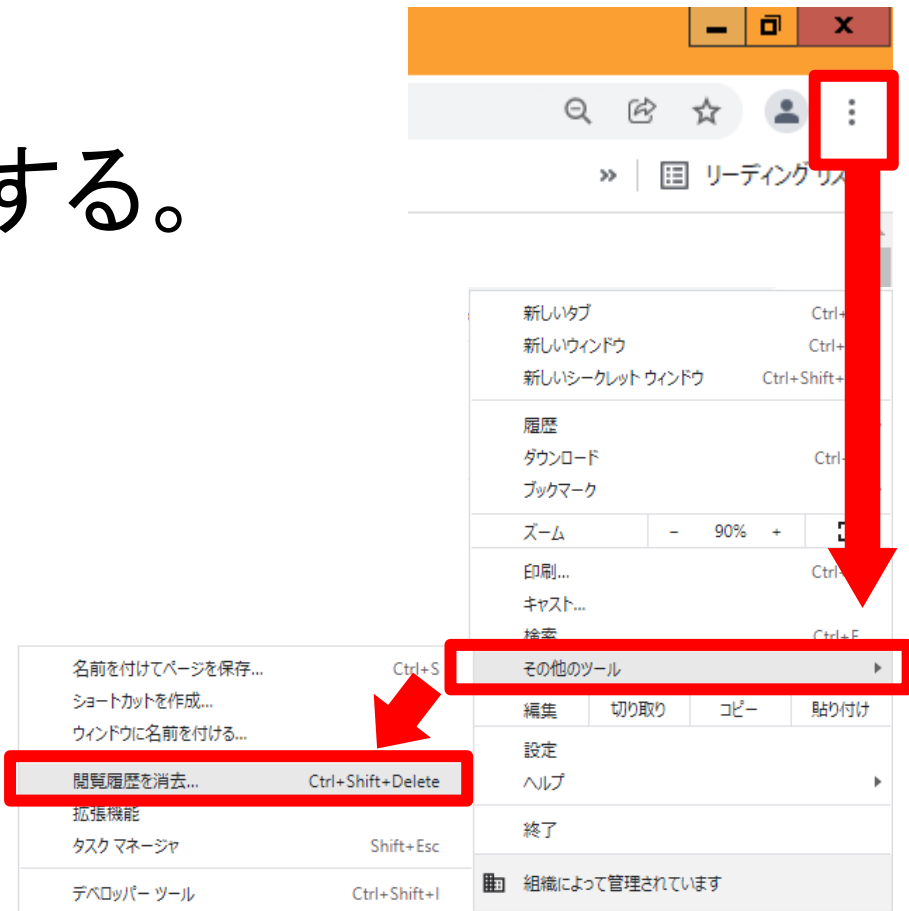 する。
»
リーディング リス
新しいタブ Ctrl+
新しいウィンドウ Ctrl+
新しいシークレット ウィンドウ Ctrl+Shift+
履歴
ダウンロード Ctrl+
ブックマーク
ズーム - 90% +
印刷... Ctrl+
キャスト...
検索 Ctrl+F
その他のツール
編集 切り取り コピー 貼り付け
設定
ヘルプ
終了
組織によって管理されています
名前を付けてページを保存... Ctrl+S
ショートカットを作成...
ウィンドウに名前を付ける...
閲覧履歴を消去... Ctrl+Shift+Delete
拡張機能
タスク マネージャ Shift+Esc
デベロッパー ツール Ctrl+Shift+I